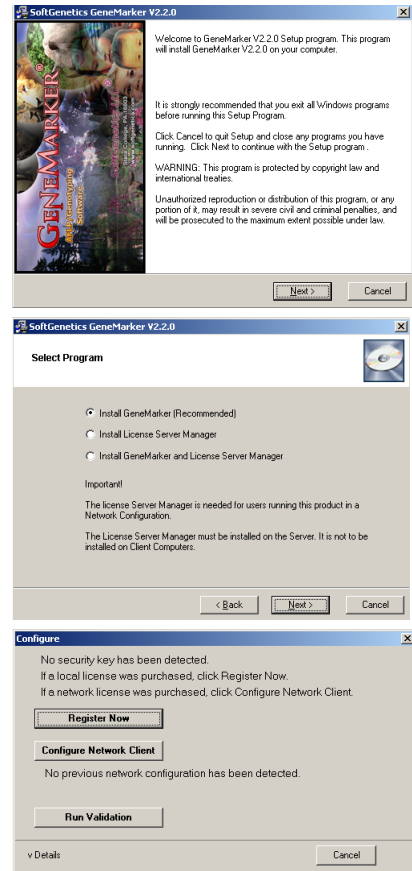 SoftGenetics GeneMarker V2.2.0
Welcome to GeneMarker V2.2.0 Setup program. This program
will install GeneMarker V2.2.0 on your computer.
It is strongly recommended that you exit all Windows programs
before running this Setup Program.
Click Cancel to quit Setup and close any programs you have
running. Click Next to continue with the Setup program .
WARNING: This program is protected by copyright law and
international treaties.
Unauthorized reproduction or distribution of this program, or any
portion of it, may result in severe civil and criminal penalties, and
will be prosecuted to the maximum extent possible under law.
GENEMARKER®
Genotyping
Software
State College, PA 16803
www.softgenetics.com
Next >
Cancel
SoftGenetics GeneMarker V2.2.0
Select Program
Install GeneMarker (Recommended)
Install License Server Manager
Install GeneMarker and License Server Manager
Important!
The license Server Manager is needed for users running this product in a
Network Configuration.
The License Server Manager must be installed on the Server. It is not to be
installed on Client Computers.
< Back
Next >
Cancel
Configure
No security key has been detected.
If a local license was purchased, click Register Now.
If a network license was purchased, click Configure Network Client.
Register Now
Configure Network Client
No previous network configuration has been detected.
Run Validation
v Details
Cancel